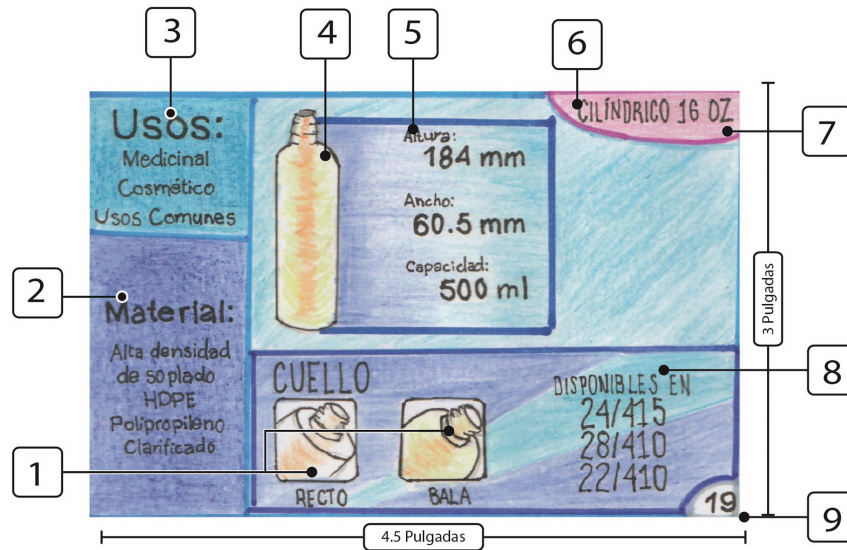 3
4
5
6
7
Usos:
Medicinal
Cosmético
Usos Comunes
Altura:
184 mm
Ancho:
60.5 mm
Capacidad:
500 ml
CILÍNDRICO 16 OZ
3 Pulgadas
2
Material:
Alta densidad
de soplado
HDPE
Polipropileno
Clarificado
CUELLO
RECTO
BALA
DISPONIBLES EN
24/415
28/410
22/410
8
1
19
9
4.5 Pulgadas